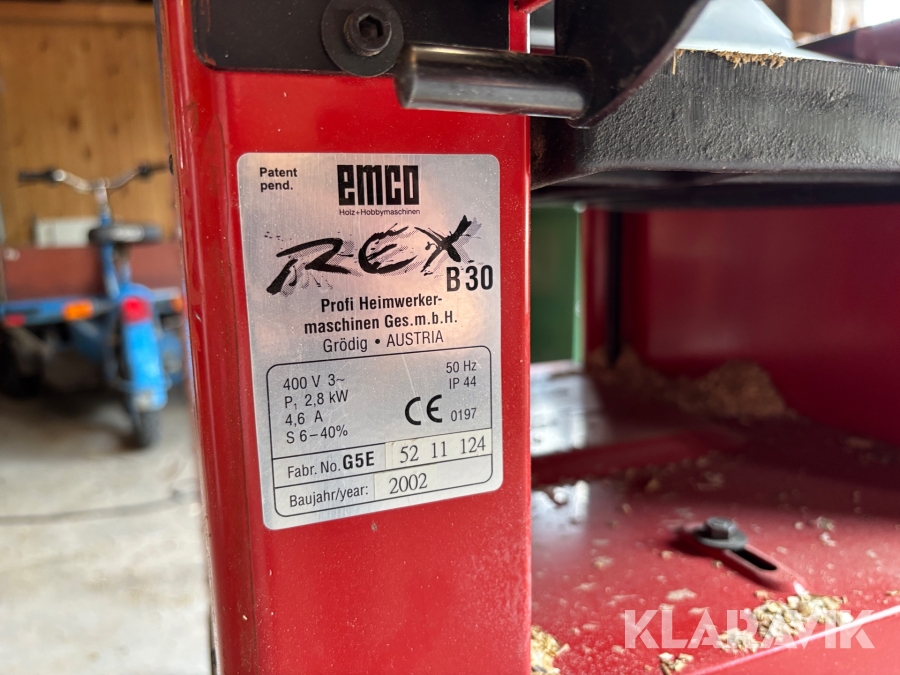 Patent
pend.
emco
Holz+Hobbymaschinen
REX
B 30
Profi Heimwerker-
maschinen Ges.m.b.H.
Grödig • AUSTRIA
400 V 3~
50 Hz
P₁ 2,8 kW
IP 44
4,6 A
CE 0197
S 6–40%
Fabr. No. G5E 52 11 124
Baujahr/year: 2002
KLARAVIK